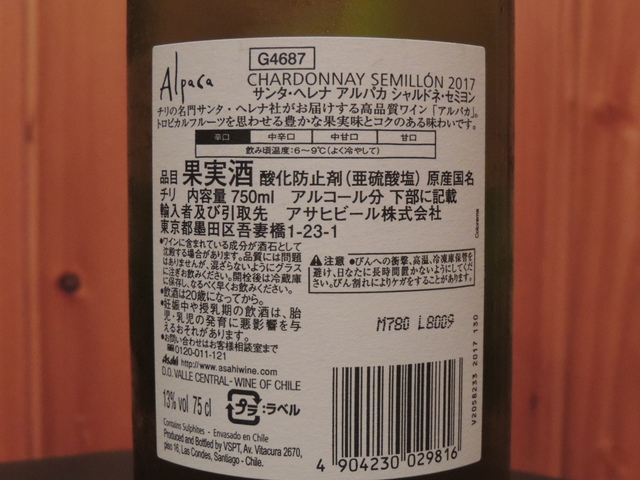 Alpaca
G4687
CHARDONNAY SEMILLÓN 2017
サンタ・ヘレナ アルパカ シャルドネ・セミヨン
チリの名門サンタ・ヘレナ社がお届けする高品質ワイン「アルパカ」。
トロピカルフルーツを思わせる豊かな果実味とコクのある味わいです。
辛口 中辛口 中甘口 甘口
飲み頃温度:6~9℃(よく冷やして)
品目 果実酒 酸化防止剤(亜硫酸塩) 原産国名
チリ 内容量 750ml アルコール分 下部に記載
輸入者及び引取先 アサヒビール株式会社
東京都墨田区吾妻橋1-23-1
●ワインに含まれている成分が酒石として
沈殿する場合があります。品質には問題
はありませんが、混ざらないようにグラス
に注ぎお飲みください。開栓後は冷蔵庫
に保存し、なるべく早くお飲みください。
●飲酒は20歳になってから。
●妊娠中や授乳期の飲酒は、胎
児・乳児の発育に悪影響を与
えるおそれがあります。
●お問い合わせはお客様相談室まで
0120-011-121
Asahi http://www.asahiwine.com
D.O. VALLE CENTRAL- WINE OF CHILE
13% vol 75 cl
プラ :ラベル
Contains Sulphites - Envasado en Chile
Produced and Bottled by VSPT, Av. Vitacura 2670,
piso 16, Las Condes, Santiago - Chile.
注意 ●びんへの衝撃、高温、冷凍庫保管を
避け、日なたに長時間置かないようにしてくだ
さい。びん割れによりケガをすることがあります。
M780 L8009
4 904230 029816
V2058233 2017 130
Colorama